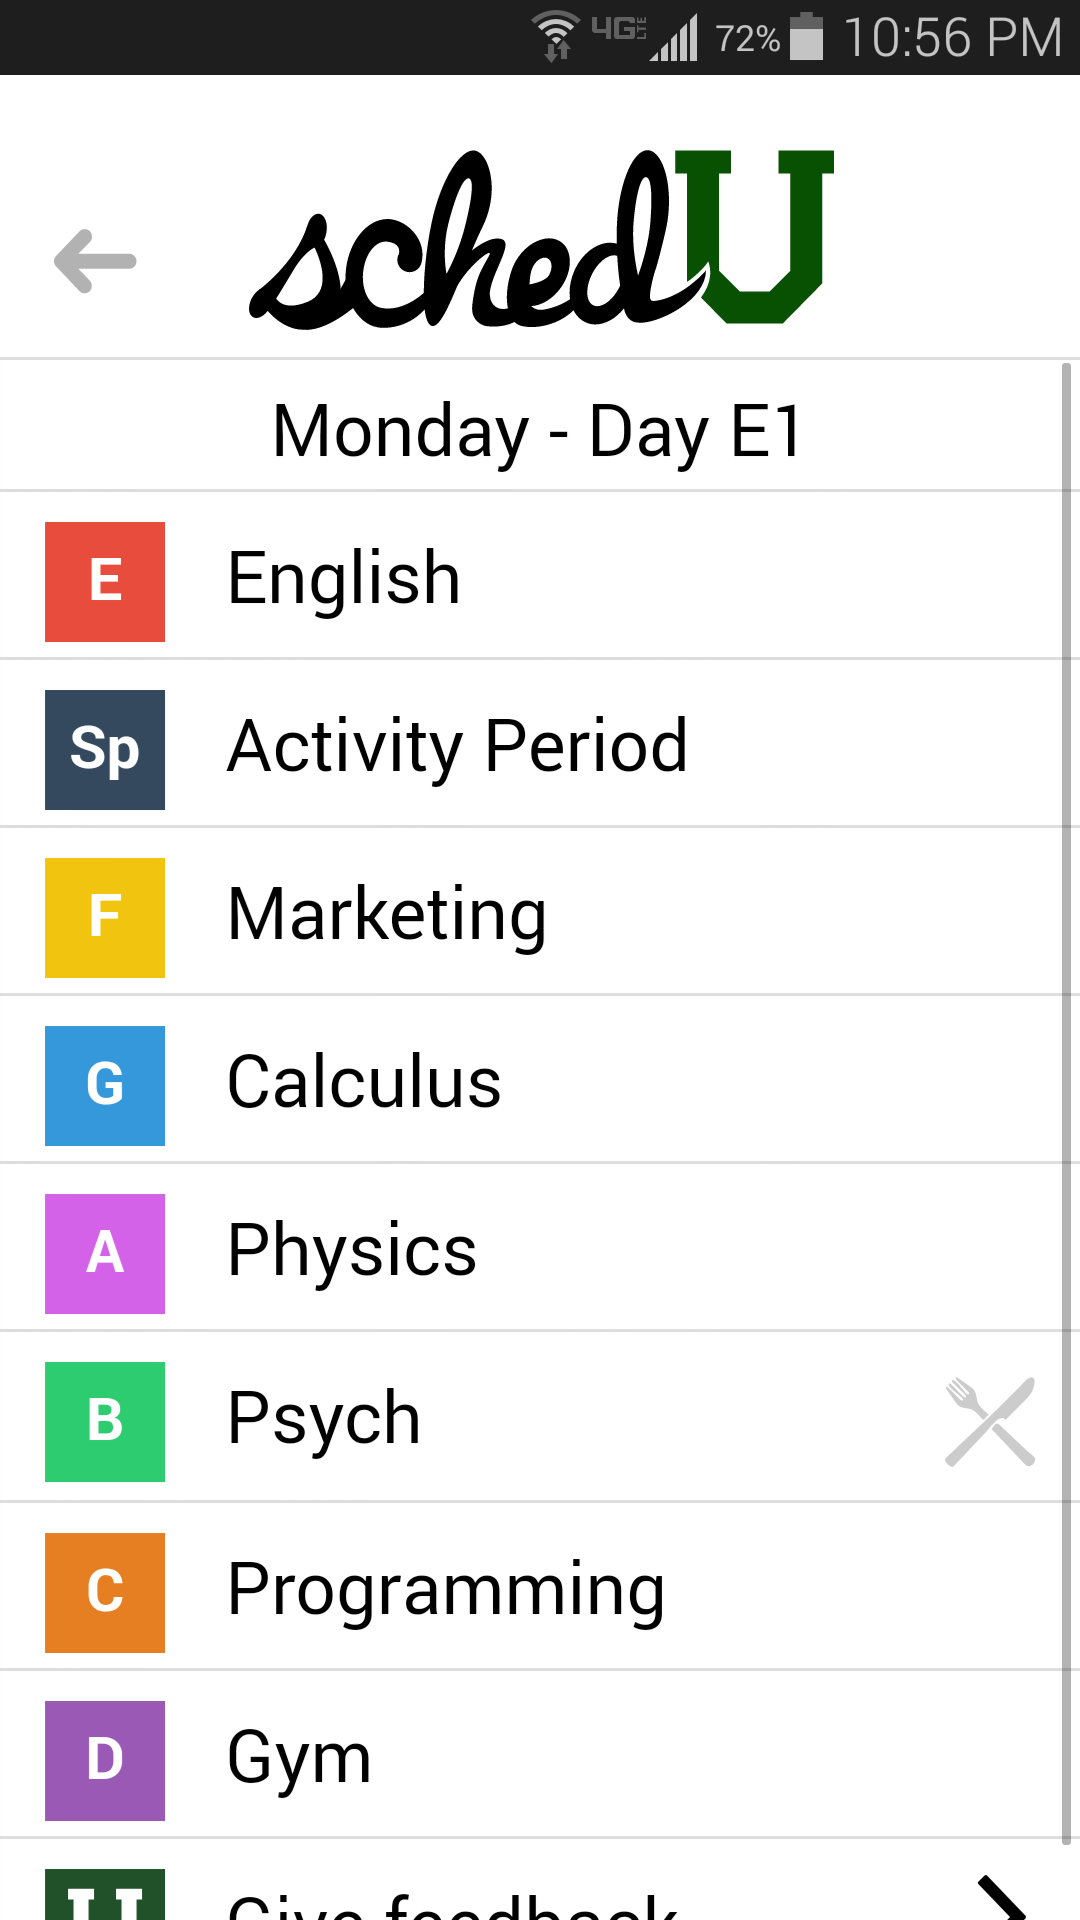 4G LTE 72% 10:56 PM
schedU
Monday - Day E1
E English
Sp Activity Period
F Marketing
G Calculus
A Physics
B Psych
C Programming
D Gym
U Give feedback